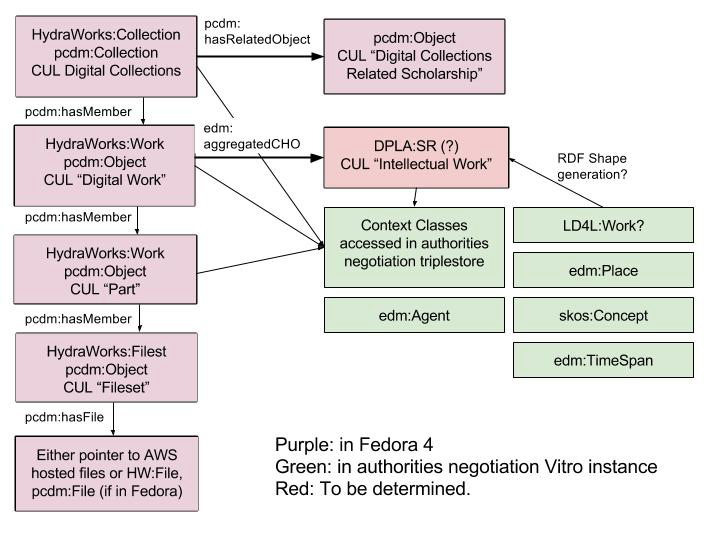 HydraWorks:Collection
pcdm:Collection
CUL Digital Collections
pcdm:
hasRelatedObject
pcdm:Object
CUL “Digital Collections
Related Scholarship”
pcdm:hasMember
edm:
aggregatedCHO
HydraWorks:Work
pcdm:Object
CUL “Digital Work”
DPLA:SR (?)
CUL “Intellectual Work”
RDF Shape
generation?
pcdm:hasMember
Context Classes
accessed in authorities
negotiation triplestore
LD4L:Work?
HydraWorks:Work
pcdm:Object
CUL “Part”
edm:Place
pcdm:hasMember
edm:Agent
skos:Concept
HydraWorks:Filest
pcdm:Object
CUL “Fileset”
edm:TimeSpan
pcdm:hasFile
Either pointer to AWS
hosted files or HW:File,
pcdm:File (if in Fedora)
Purple: in Fedora 4
Green: in authorities negotiation Vitro instance
Red: To be determined.